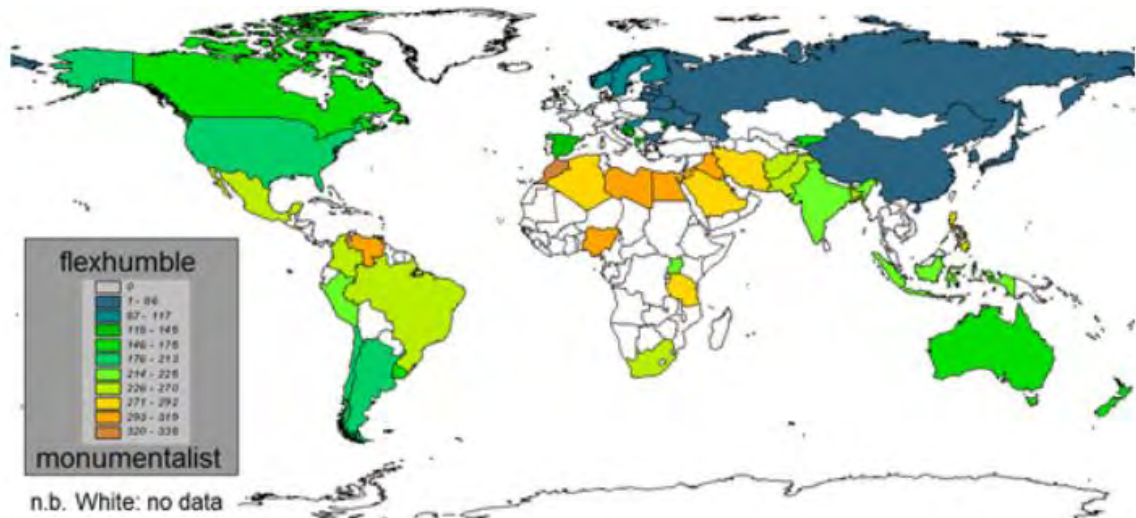 flexhumble
0
1 - 86
87 - 117
118 - 145
146 - 175
176 - 213
214 - 225
226 - 270
271 - 292
293 - 319
320 - 338
monumentalist
n.b. White: no data